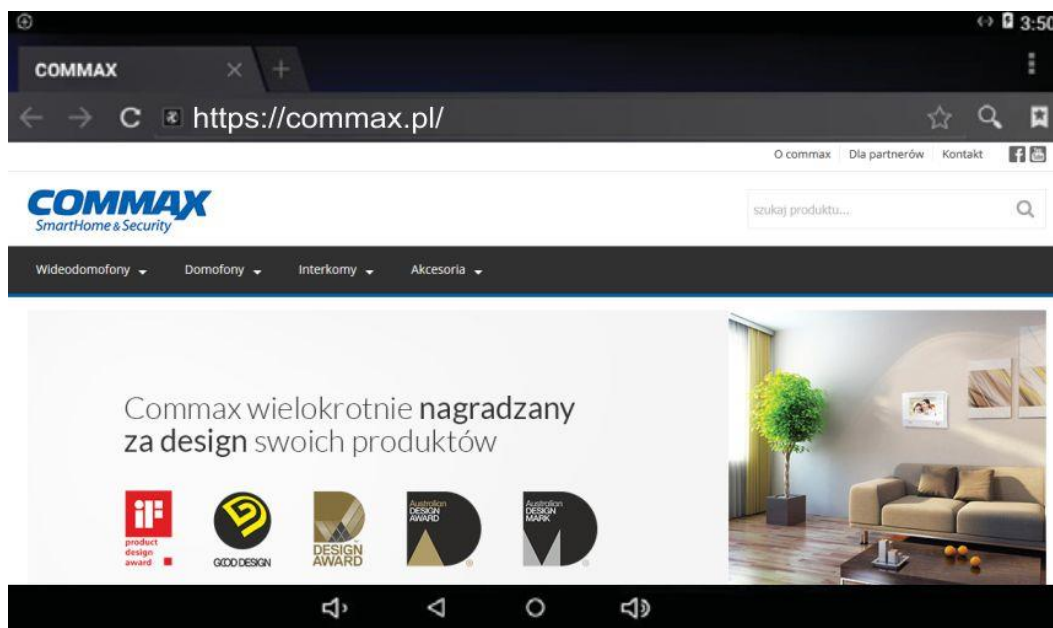 3:50
COMMAX
https://commax.pl/
O commax Dla partnerów Kontakt
COMMAX
SmartHome & Security
szukaj produktu...
Wideodomofony Domofony Interkomy Akcesoria
Commax wielokrotnie nagradzany
za design swoich produktów
iF
product
design
award
GOOD DESIGN
DESIGN
AWARD
Australian
DESIGN
AWARD
Australian
DESIGN
MARK